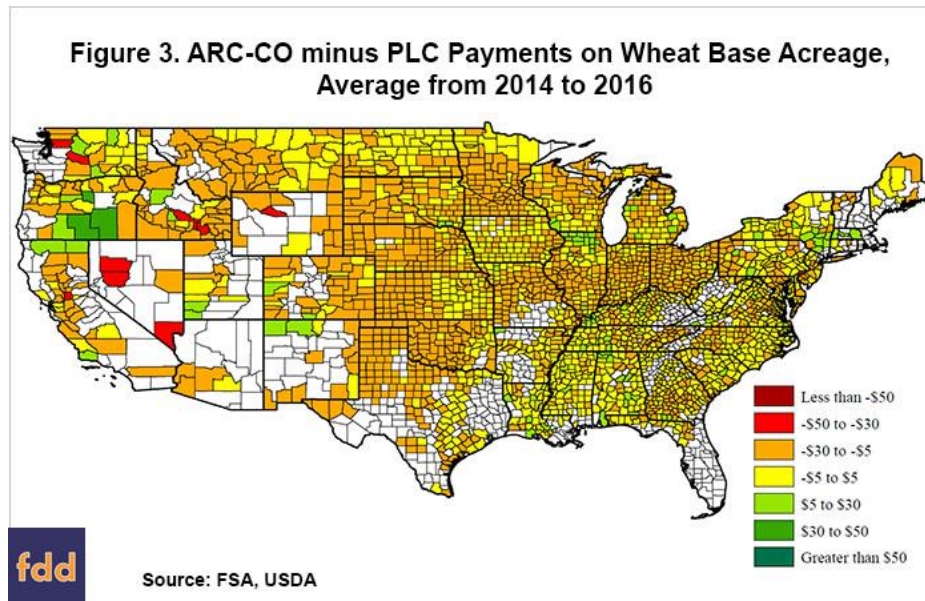 Figure 3. ARC-CO minus PLC Payments on Wheat Base Acreage,
Average from 2014 to 2016
Less than -$50
-$50 to -$30
-$30 to -$5
-$5 to $5
$5 to $30
$30 to $50
Greater than $50
fdd
Source: FSA, USDA